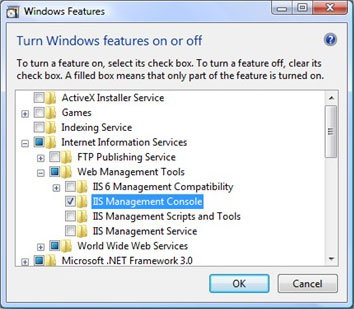 Windows Features
Turn Windows features on or off
To turn a feature on, select its check box. To turn a feature off, clear its
check box. A filled box means that only part of the feature is turned on.
ActiveX Installer Service
Games
Indexing Service
Internet Information Services
FTP Publishing Service
Web Management Tools
IIS 6 Management Compatibility
IIS Management Console
IIS Management Scripts and Tools
IIS Management Service
World Wide Web Services
Microsoft .NET Framework 3.0
OK
Cancel